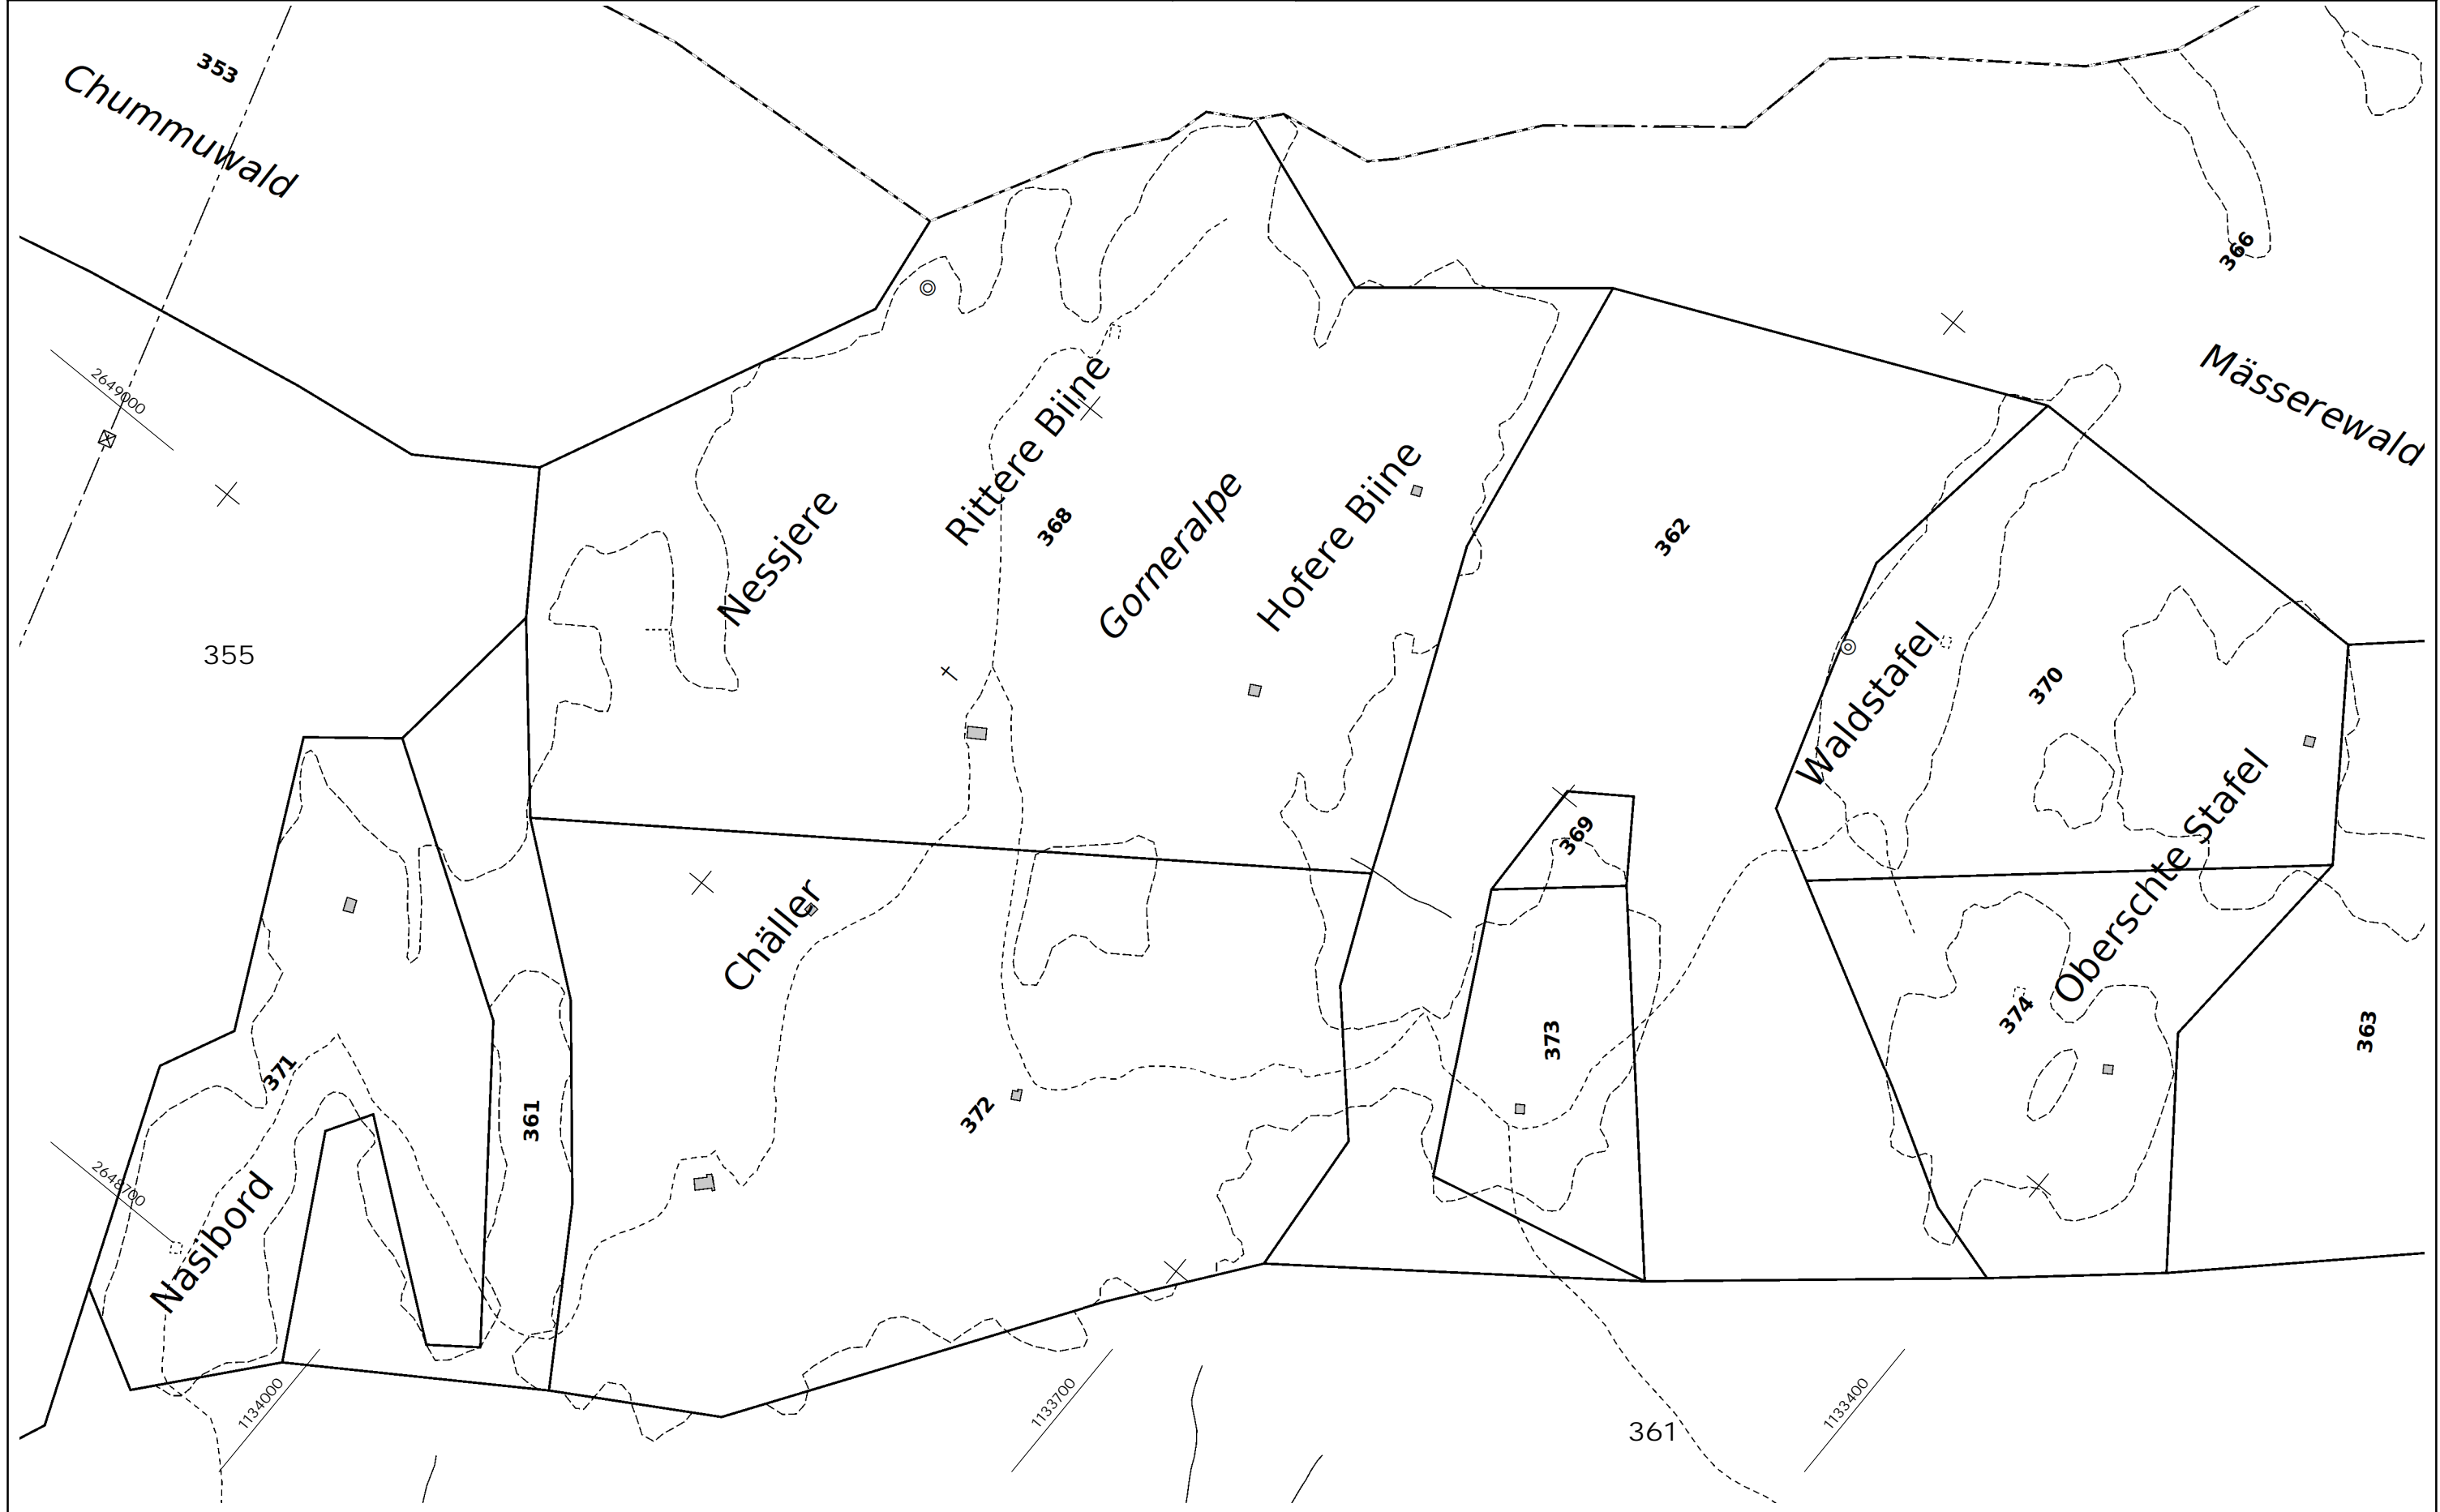 353
Chummuwald
366
Mässerewald
2649000
Rittere Biine
368
Nessjere
Gorneralpe
Hofere Biine
362
355
Waldstafel
370
369
Oberschte Stafel
Chäller
374
363
373
371
361
372
2648700
Nasibord
1134000
1133700
1133400
361